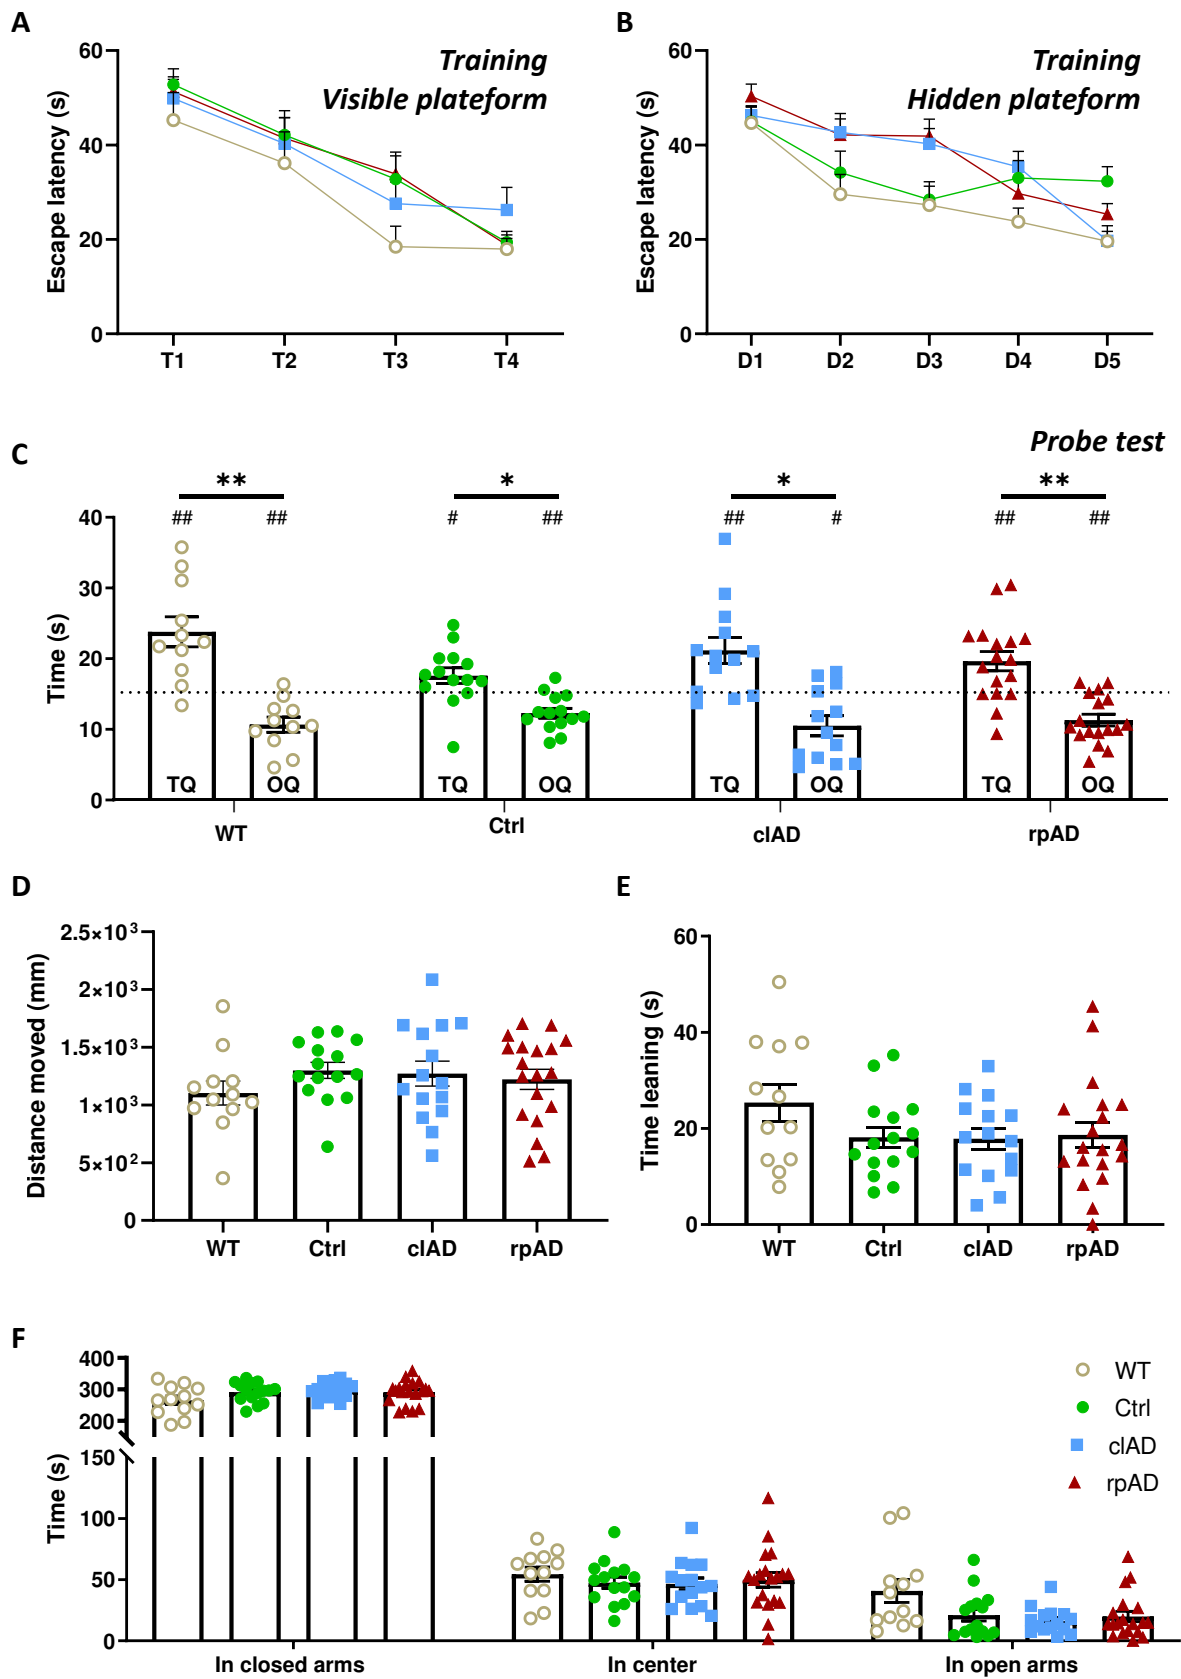 A
B
60
40
20
0
Escape latency (s)
Training
Visible plateform
T1 T2 T3 T4
60
40
20
0
Escape latency (s)
Training
Hidden plateform
D1 D2 D3 D4 D5
C
Probe test
** * * **
## ## # ## ## # ## ##
40
30
20
10
0
Time (s)
TQ OQ TQ OQ TQ OQ TQ OQ
WT Ctrl clAD rpAD
D
E
2.5×10³
2×10³
1.5×10³
1×10³
5×10²
0
Distance moved (mm)
WT Ctrl clAD rpAD
60
40
20
0
Time leaning (s)
WT Ctrl clAD rpAD
F
400
300
200
150
100
50
0
Time (s)
WT
Ctrl
clAD
rpAD
In closed arms In center In open arms